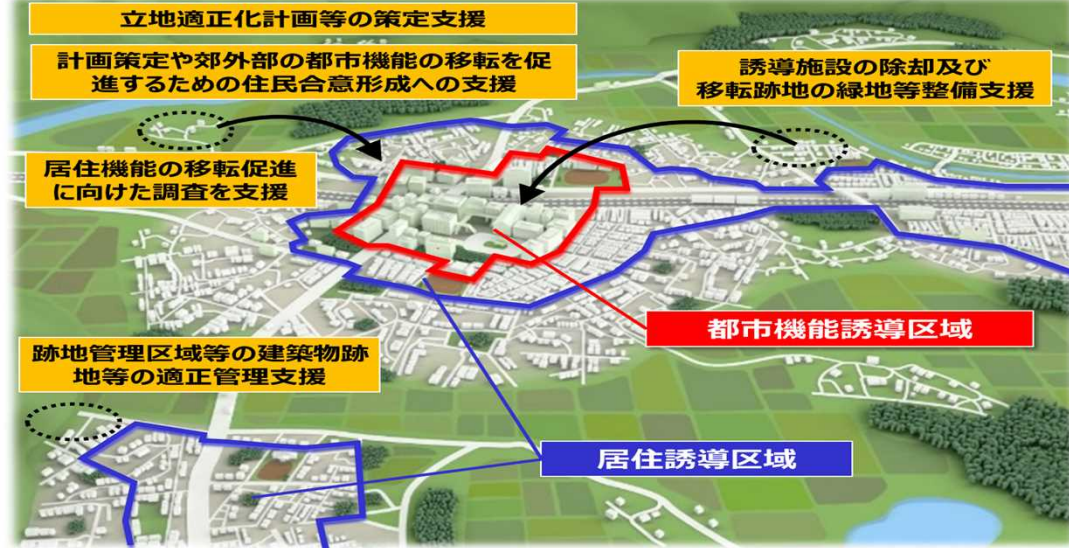 立地適正化計画等の策定支援
計画策定や郊外部の都市機能の移転を促
進するための住民合意形成への支援
誘導施設の除却及び
移転跡地の緑地等整備支援
居住機能の移転促進
に向けた調査を支援
都市機能誘導区域
跡地管理区域等の建築物跡
地等の適正管理支援
居住誘導区域